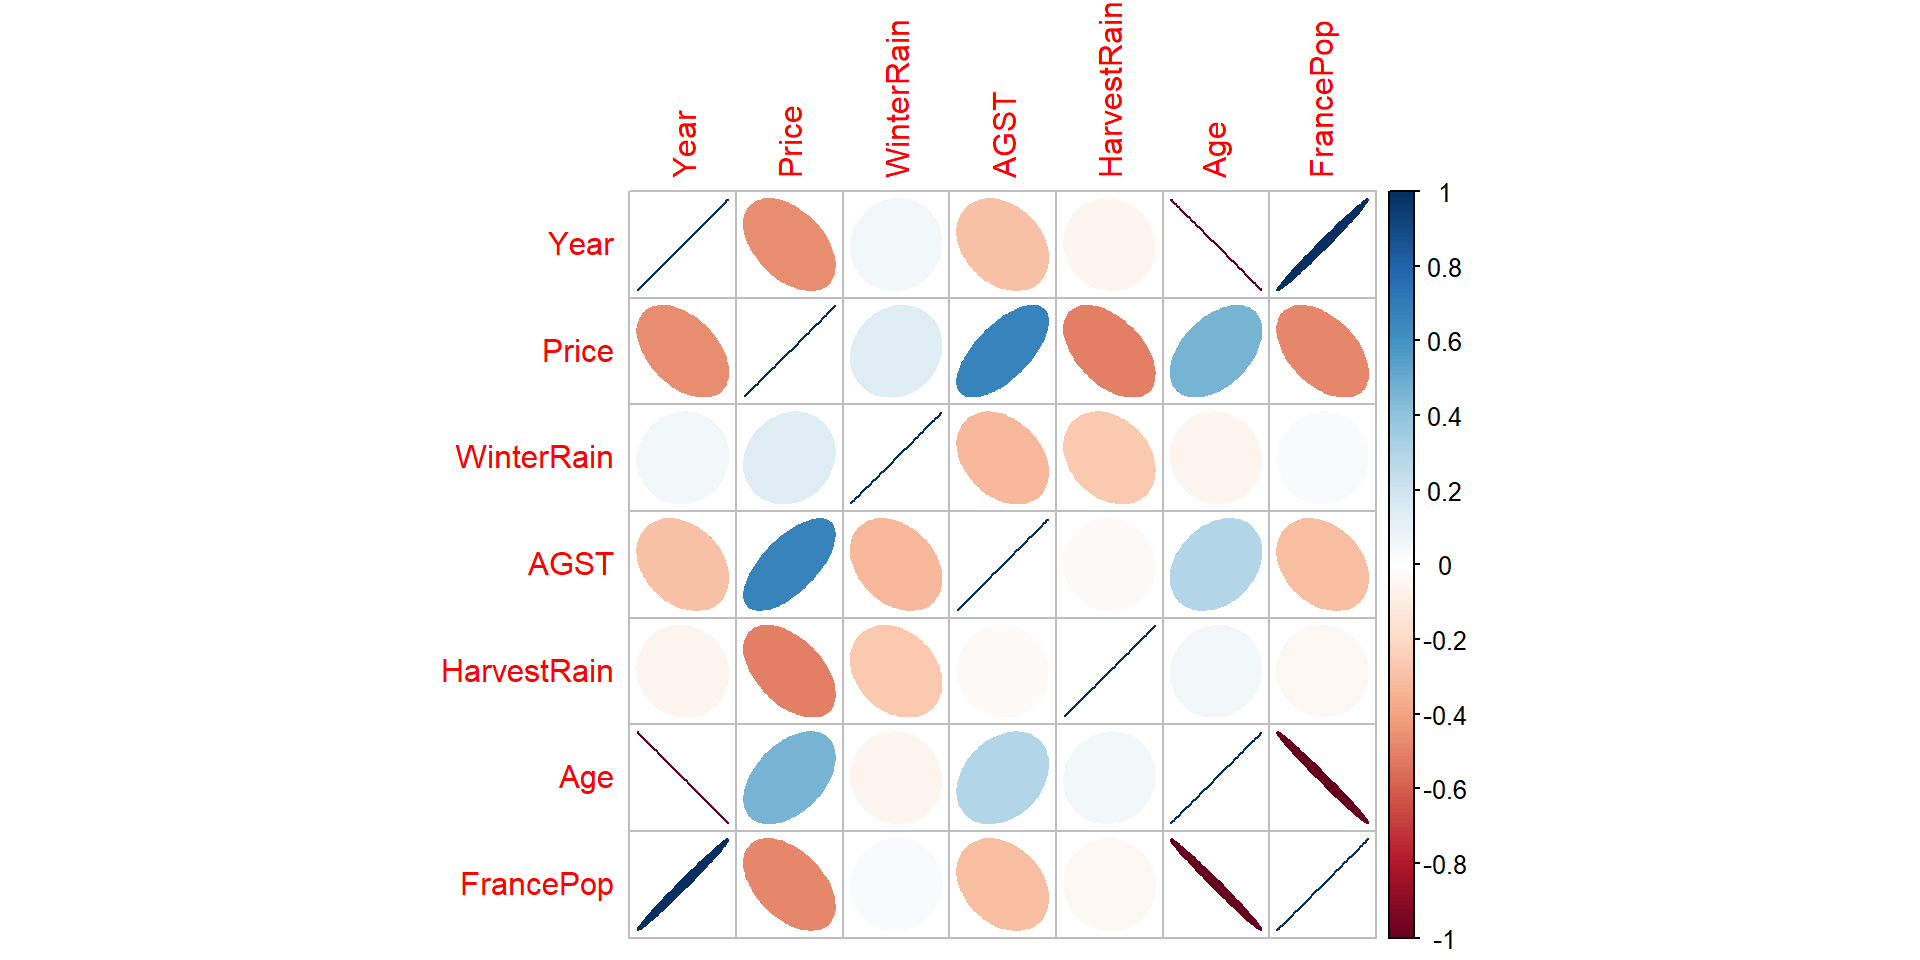 Year
Price
WinterRain
AGST
HarvestRain
Age
FrancePop
Year
Price
WinterRain
AGST
HarvestRain
Age
FrancePop
1
0.8
0.6
0.4
0.2
0
-0.2
-0.4
-0.6
-0.8
-1